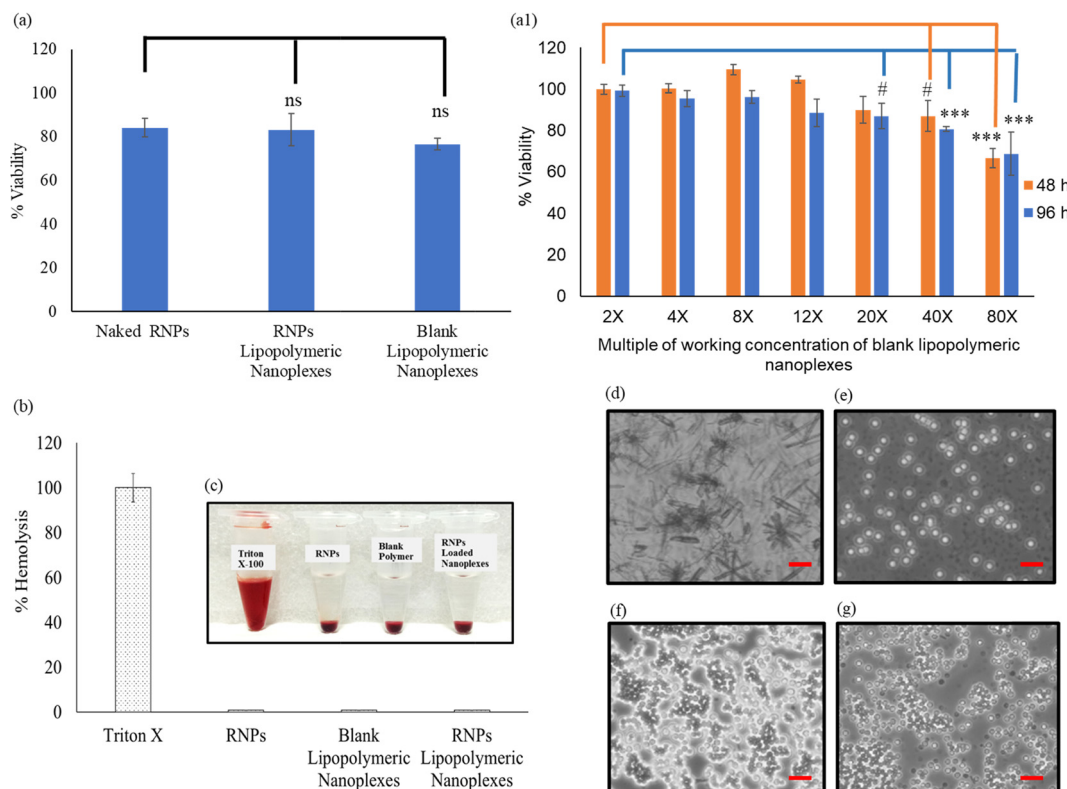 (a)
120
100
80
60
40
20
0
% Viability
ns
ns
Naked RNPs
RNPs
Lipopolymeric
Nanoplexes
Blank
Lipopolymeric
Nanoplexes
(a1)
120
100
80
60
40
20
0
% Viability
#
#
***
***
***
48 h
96 h
2X 4X 8X 12X 20X 40X 80X
Multiple of working concentration of blank lipopolymeric
nanoplexes
(b)
120
100
80
60
40
20
0
% Hemolysis
Triton X
RNPs
Blank
Lipopolymeric
Nanoplexes
RNPs
Lipopolymeric
Nanoplexes
(c)
Triton
X-100
RNPs
Blank
Polymer
RNPs
Loaded
Nanoplexes
(d)
(e)
(f)
(g)